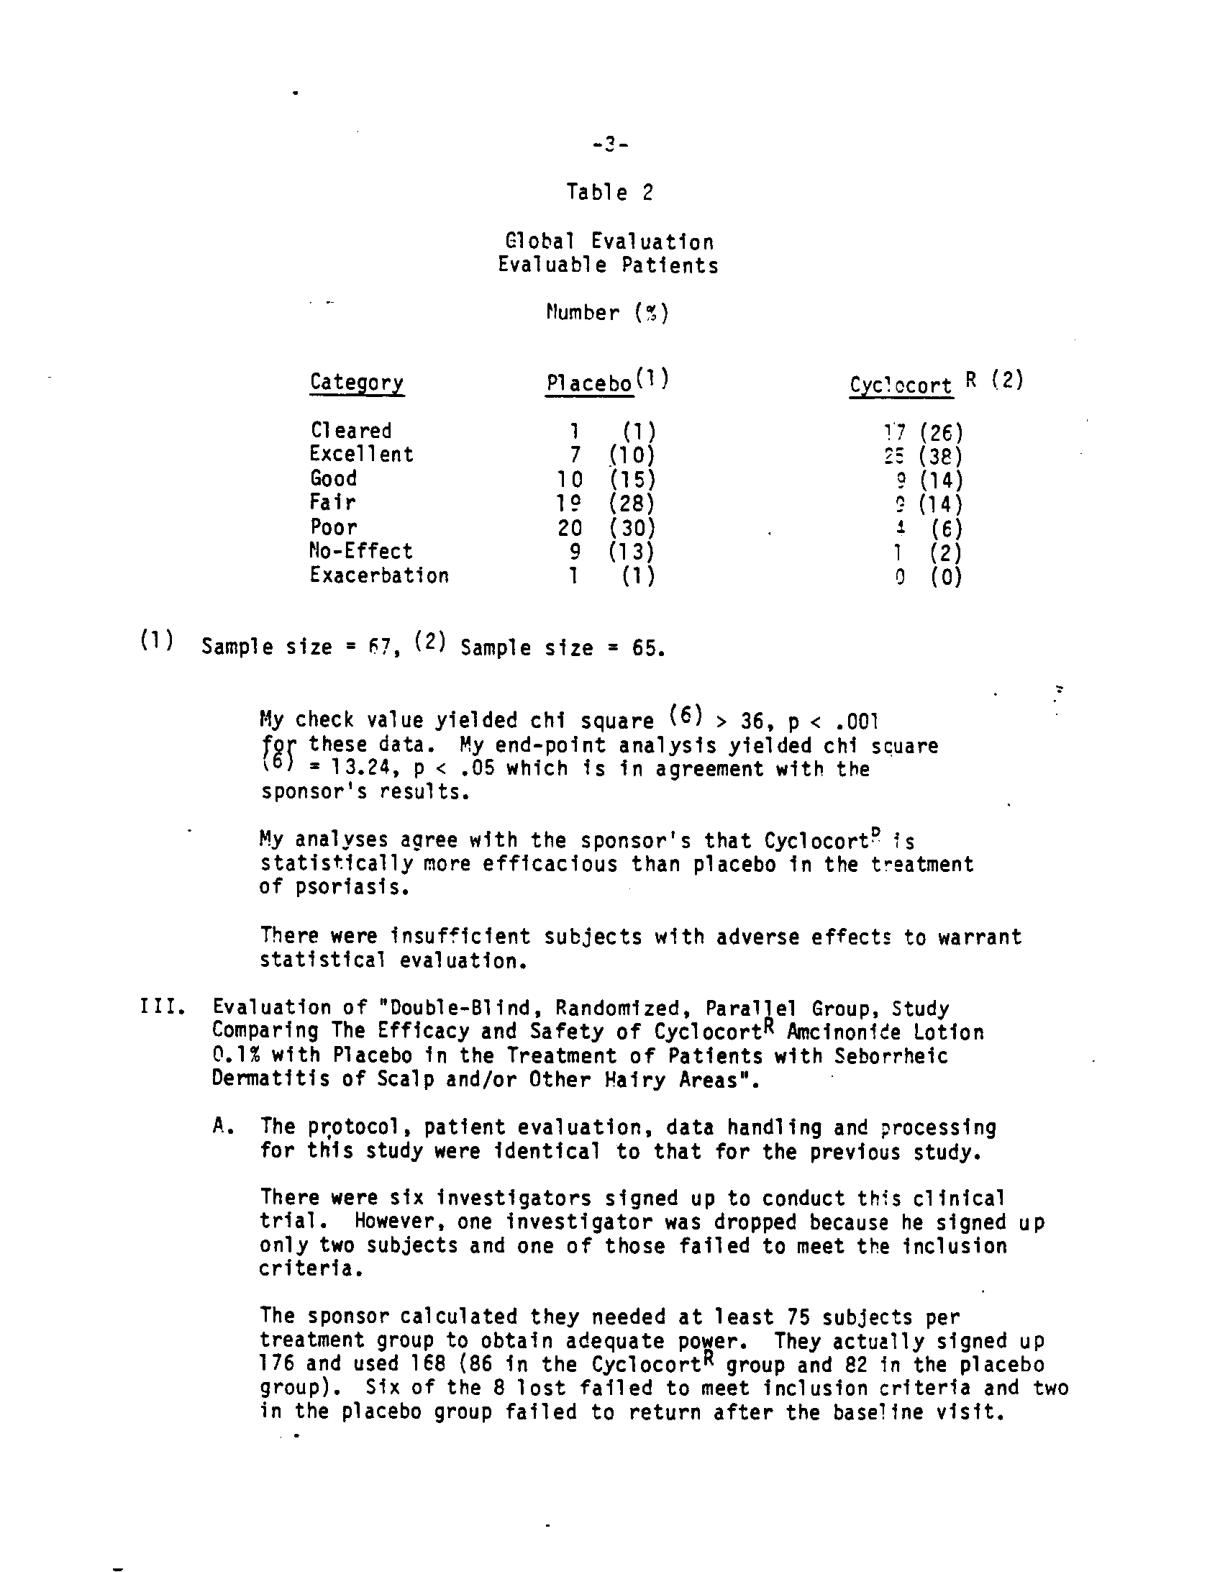 -3-
Table 2
Global Evaluation
Evaluable Patients
Number (%)
Category Placebo(1) Cyclocort R (2)
Cleared 1 (1) 17 (26)
Excellent 7 (10) 25 (38)
Good 10 (15) 9 (14)
Fair 19 (28) 9 (14)
Poor 20 (30) 4 (6)
No-Effect 9 (13) 1 (2)
Exacerbation 1 (1) 0 (0)
(1) Sample size = 67, (2) Sample size = 65.
My check value yielded chi square (6) > 36, p < .001
for these data. My end-point analysis yielded chi square
(6) = 13.24, p < .05 which is in agreement with the
sponsor's results.
My analyses agree with the sponsor's that CyclocortR is
statistically more efficacious than placebo in the treatment
of psoriasis.
There were insufficient subjects with adverse effects to warrant
statistical evaluation.
III. Evaluation of "Double-Blind, Randomized, Parallel Group, Study
Comparing The Efficacy and Safety of CyclocortR Amcinonide Lotion
0.1% with Placebo in the Treatment of Patients with Seborrheic
Dermatitis of Scalp and/or Other Hairy Areas".
A. The protocol, patient evaluation, data handling and processing
for this study were identical to that for the previous study.
There were six investigators signed up to conduct this clinical
trial. However, one investigator was dropped because he signed up
only two subjects and one of those failed to meet the inclusion
criteria.
The sponsor calculated they needed at least 75 subjects per
treatment group to obtain adequate power. They actually signed up
176 and used 168 (86 in the CyclocortR group and 82 in the placebo
group). Six of the 8 lost failed to meet inclusion criteria and two
in the placebo group failed to return after the baseline visit.